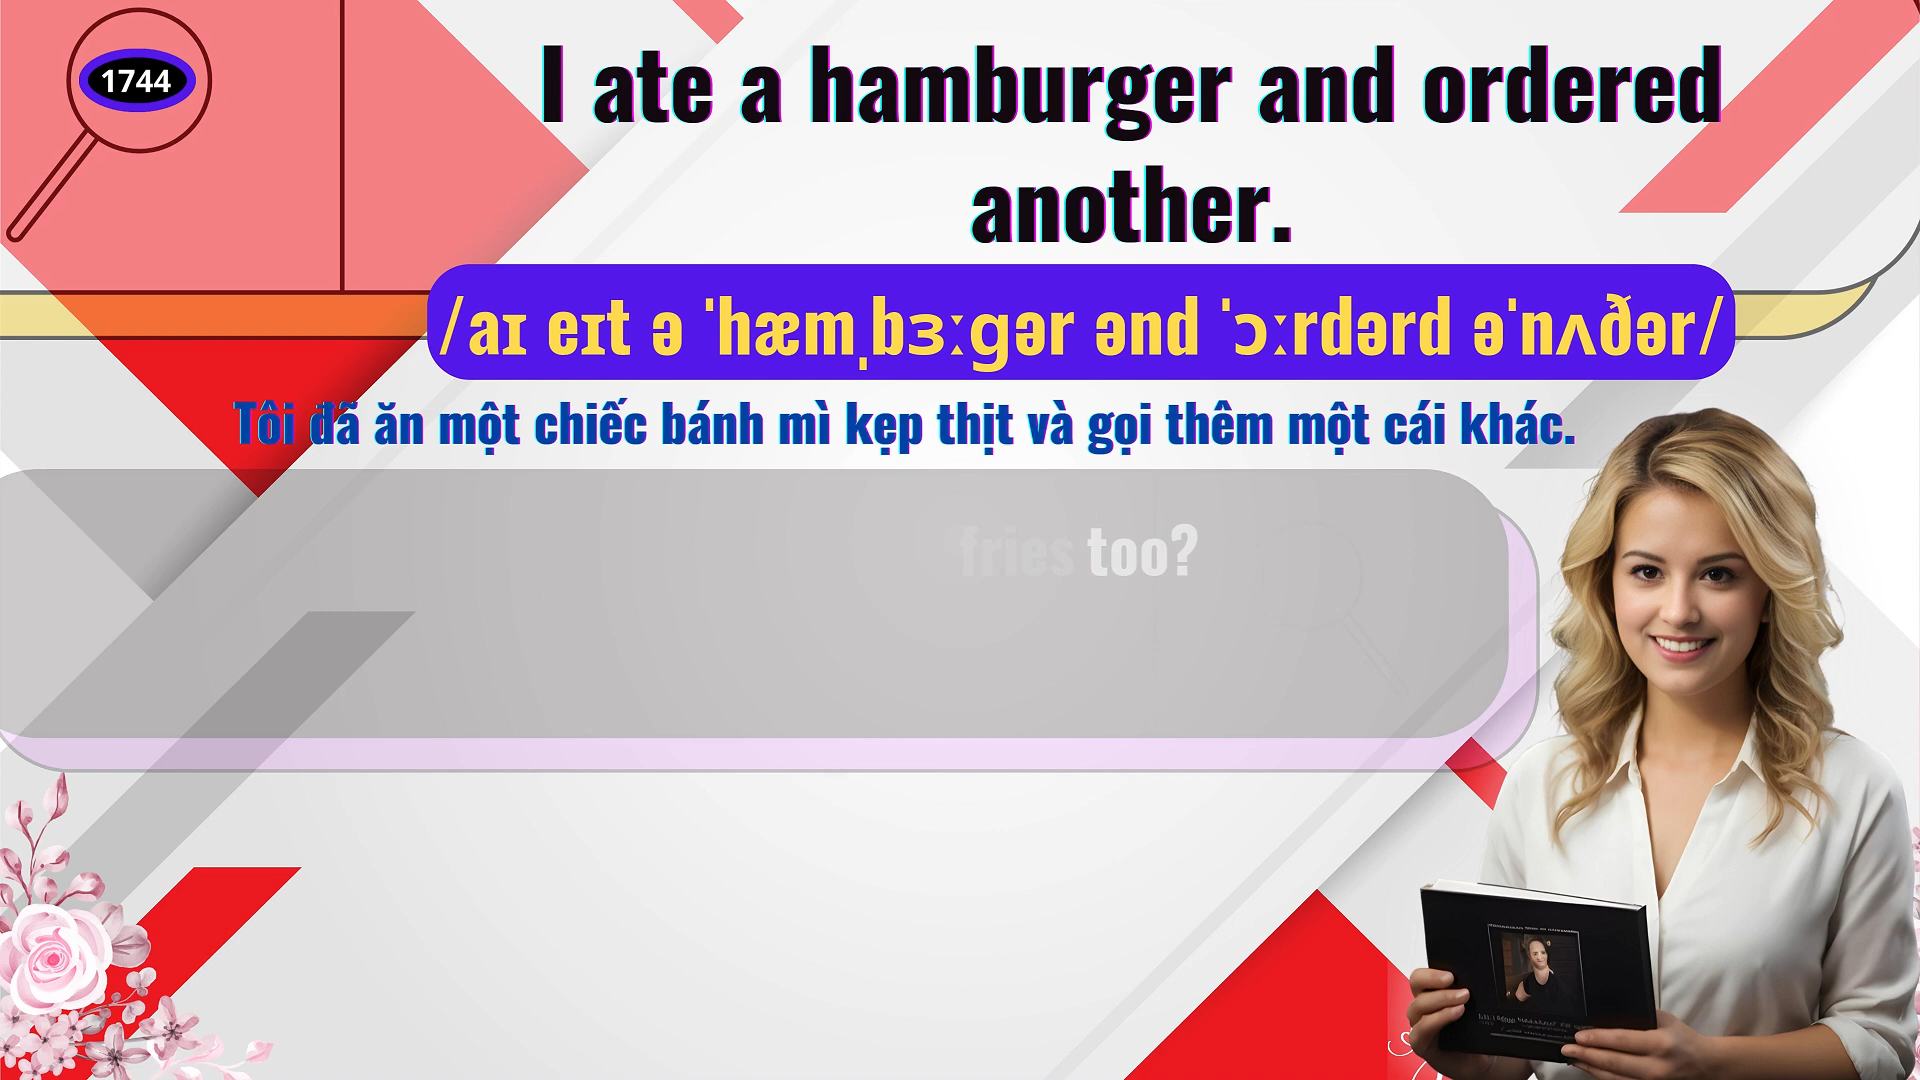 1744
I ate a hamburger and ordered
another.
/aɪ eɪt ə ˈhæmˌbɜːɡər ənd ˈɔːrdərd əˈnʌðər/
Tôi đã ăn một chiếc bánh mì kẹp thịt và gọi thêm một cái khác.
fries too?